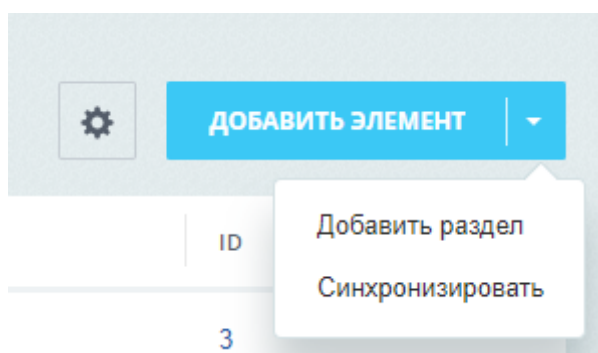 ДОБАВИТЬ ЭЛЕМЕНТ
Добавить раздел
ID
Синхронизировать
3